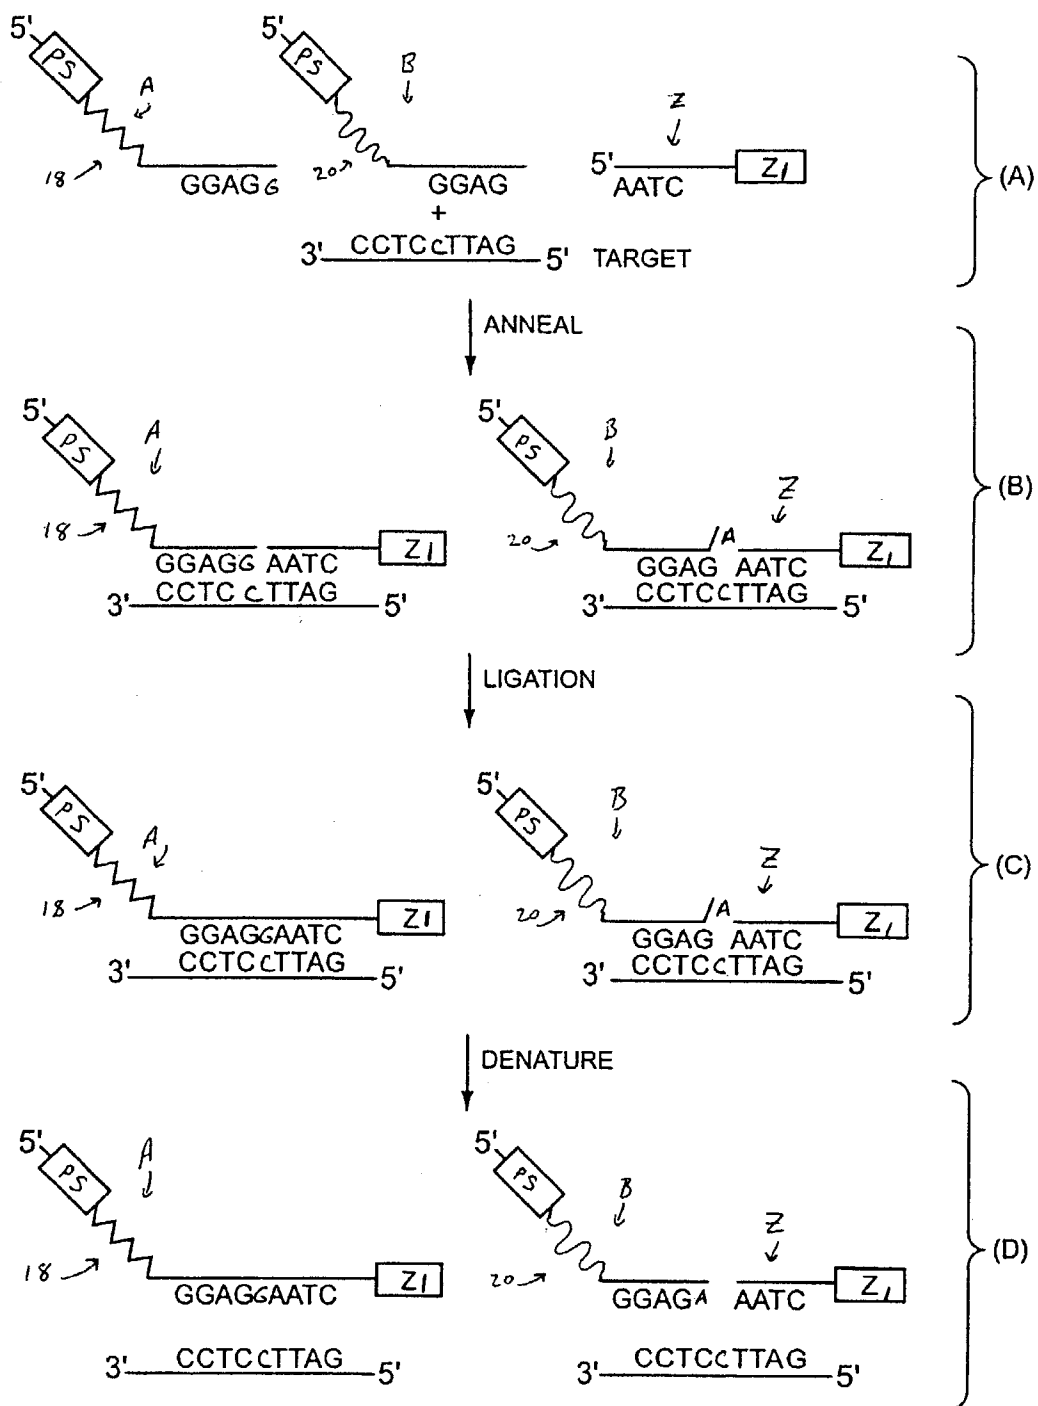 5' 5'
PS PS
A B Z
18 20 5'
GGAGG GGAG AATC Z1
+
3' CCTCCTTAG 5' TARGET
(A)
ANNEAL
5' 5'
PS PS
A B Z
18 20 /A
Z1 Z1
GGAGG AATC GGAG AATC
CCTCCTTAG CCTCCTTAG
3' 5' 3' 5'
(B)
LIGATION
5' 5'
PS PS
A B Z
18 20 /A
Z1 Z1
GGAGGAATC GGAG AATC
CCTCCTTAG CCTCCTTAG
3' 5' 3' 5'
(C)
DENATURE
5' 5'
PS PS
A B Z
18 20
Z1 Z1
GGAGGAATC GGAGA AATC
CCTCCTTAG CCTCCTTAG
3' 5' 3' 5'
(D)